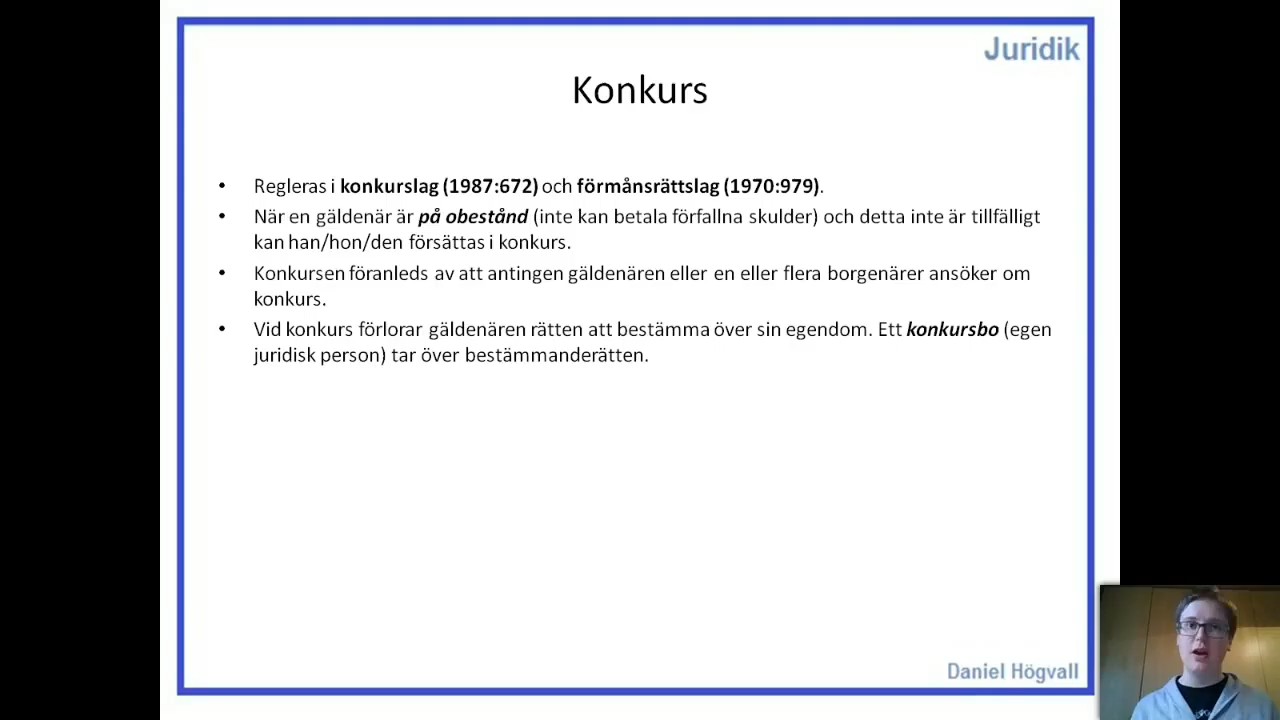 Juridik
Konkurs
• Regleras i konkurslag (1987:672) och förmånsrättslag (1970:979).
• När en gäldenär är på obestånd (inte kan betala förfallna skulder) och detta inte är tillfälligt
kan han/hon/den försättas i konkurs.
• Konkursen föranleds av att antingen gäldenären eller en eller flera borgenärer ansöker om
konkurs.
• Vid konkurs förlorar gäldenären rätten att bestämma över sin egendom. Ett konkursbo (egen
juridisk person) tar över bestämmanderätten.
Daniel Högvall